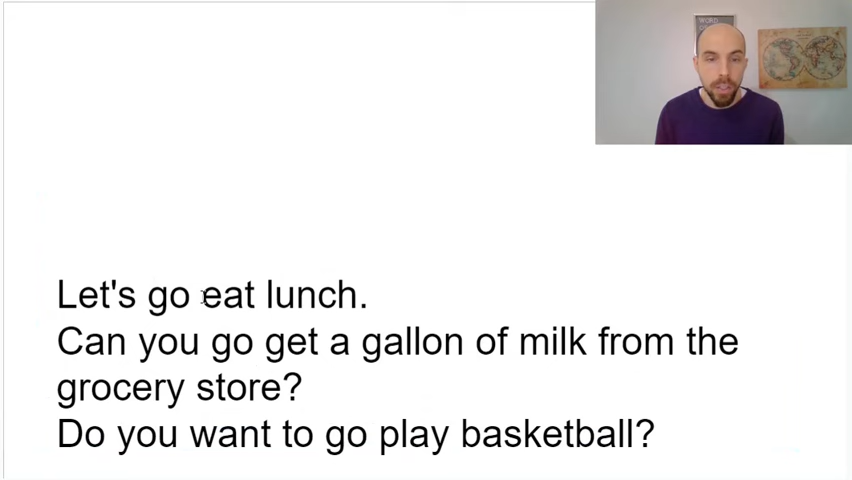 WORD
Let's go eat lunch.
Can you go get a gallon of milk from the
grocery store?
Do you want to go play basketball?